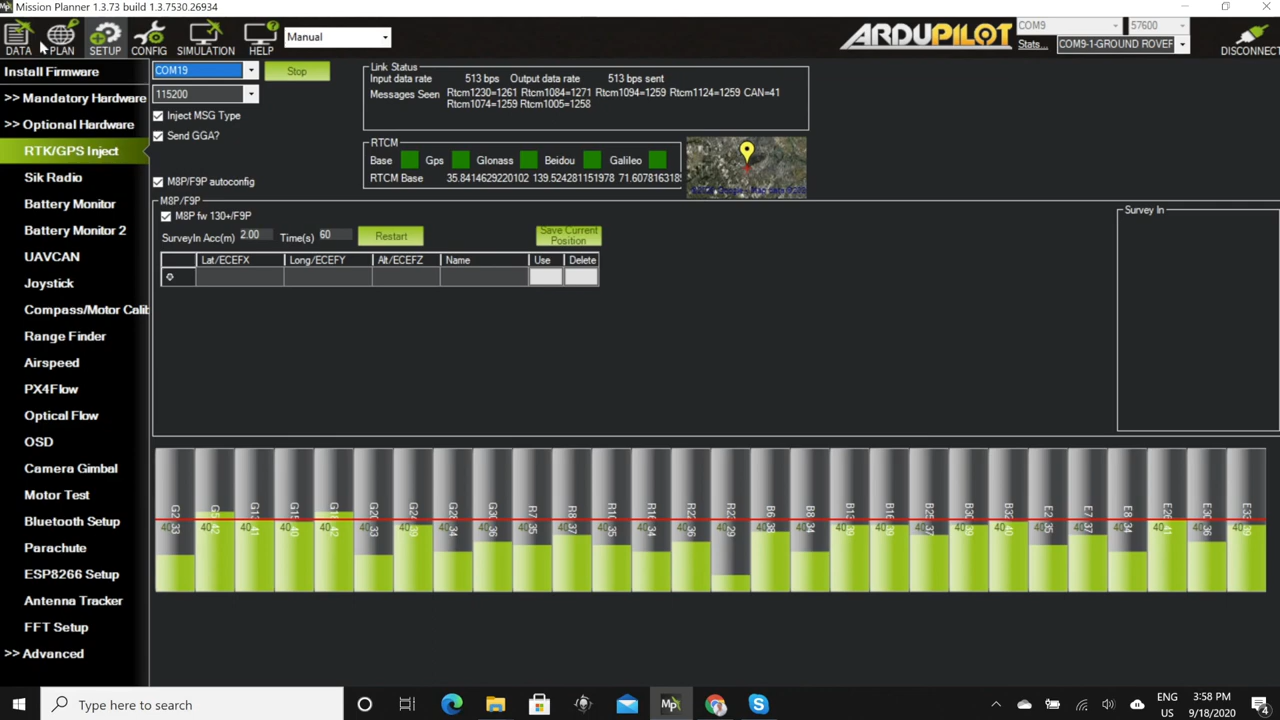 Mission Planner 1.3.73 build 1.3.7530.26934
DATA PLAN SETUP CONFIG SIMULATION HELP Manual ARDUPILOT COM9 57600
Stats... COM9-1-GROUND ROVEF DISCONNECT
Install Firmware
>> Mandatory Hardware
>> Optional Hardware
RTK/GPS Inject
Sik Radio
Battery Monitor
Battery Monitor 2
UAVCAN
Joystick
Compass/Motor Calib
Range Finder
Airspeed
PX4Flow
Optical Flow
OSD
Camera Gimbal
Motor Test
Bluetooth Setup
Parachute
ESP8266 Setup
Antenna Tracker
FFT Setup
>> Advanced
COM19 Stop
115200
Inject MSG Type
Send GGA?
M8P/F9P autoconfig
Link Status
Input data rate 513 bps Output data rate 513 bps sent
Messages Seen Rtcm1230=1261 Rtcm1084=1271 Rtcm1094=1259 Rtcm1124=1259 CAN=41
Rtcm1074=1259 Rtcm1005=1258
RTCM
Base Gps Glonass Beidou Galileo
RTCM Base 35.8414629220102 139.524281151978
M8P/F9P
M8P fw 130+/F9P
SurveyIn Acc(m) 2.00 Time(s) 60 Restart Save Current
Position
Lat/ECEFX Long/ECEFY Alt/ECEFZ Name Use Delete
Survey In
Type here to search
ENG
US
3:58 PM
9/18/2020
4